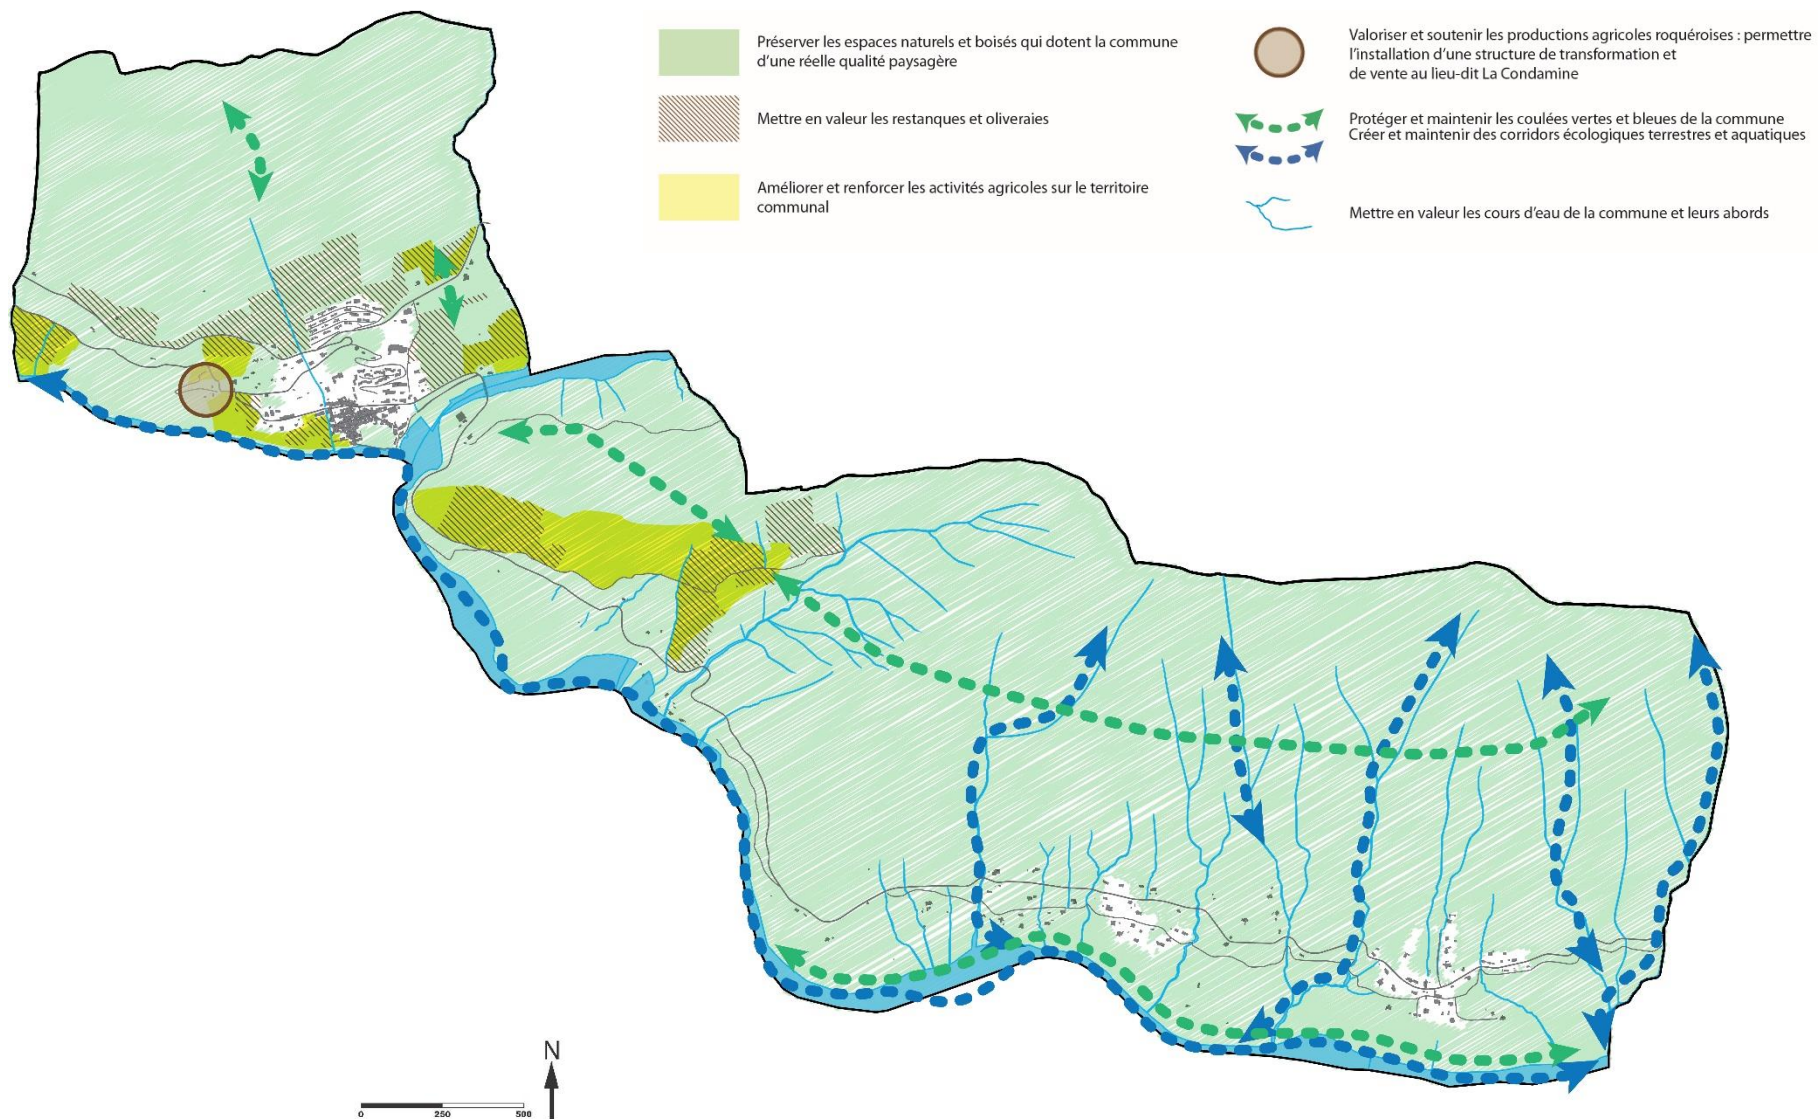 Préserver les espaces naturels et boisés qui dotent la commune
d'une réelle qualité paysagère
Mettre en valeur les restanques et oliveraies
Améliorer et renforcer les activités agricoles sur le territoire
communal
Valoriser et soutenir les productions agricoles roquéroises : permettre
l'installation d'une structure de transformation et
de vente au lieu-dit La Condamine
Protéger et maintenir les coulées vertes et bleues de la commune
Créer et maintenir des corridors écologiques terrestres et aquatiques
Mettre en valeur les cours d'eau de la commune et leurs abords
N
0 250 500